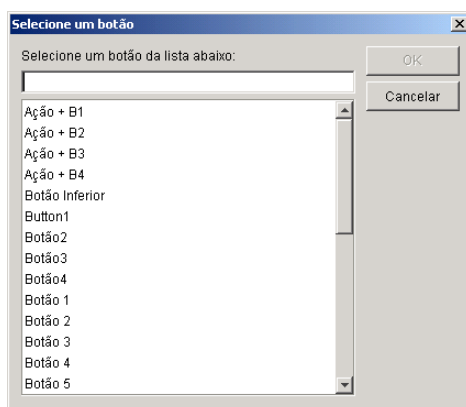 Selecione um botão
Selecione um botão da lista abaixo:
OK
Cancelar
Ação + B1
Ação + B2
Ação + B3
Ação + B4
Botão Inferior
Button1
Botão2
Botão3
Botão4
Botão 1
Botão 2
Botão 3
Botão 4
Botão 5